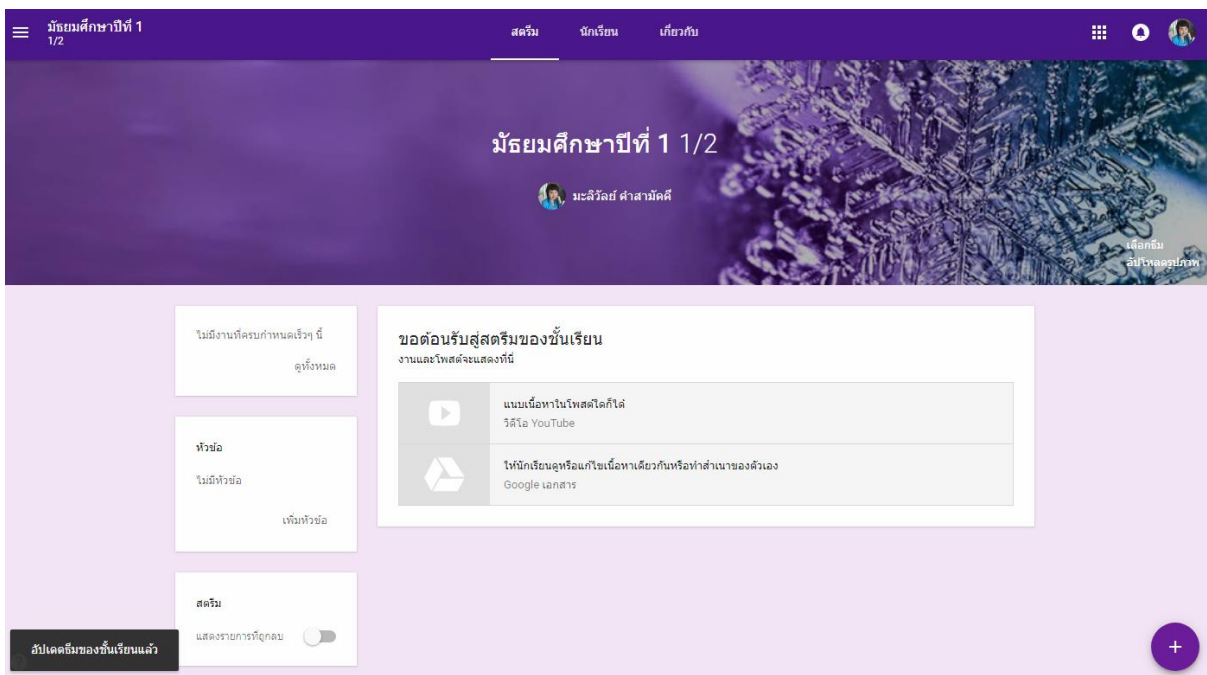 มัธยมศึกษาปีที่ 1
1/2
สตรีม นักเรียน เกี่ยวกับ
มัธยมศึกษาปีที่ 1 1/2
มะลิวัลย์ คำสามัคคี
เลือกธีม
อัปโหลดรูปภาพ
ไม่มีงานที่ครบกำหนดเร็วๆ นี้
ดูทั้งหมด
หัวข้อ
ไม่มีหัวข้อ
เพิ่มหัวข้อ
สตรีม
แสดงรายการที่ถูกลบ
ขอต้อนรับสู่สตรีมของชั้นเรียน
งานและโพสต์จะแสดงที่นี่
แนบเนื้อหาในโพสต์ใดก็ได้
วิดีโอ YouTube
ให้นักเรียนดูหรือแก้ไขเนื้อหาเดียวกันหรือทำสำเนาของตัวเอง
Google เอกสาร
อัปเดตธีมของชั้นเรียนแล้ว